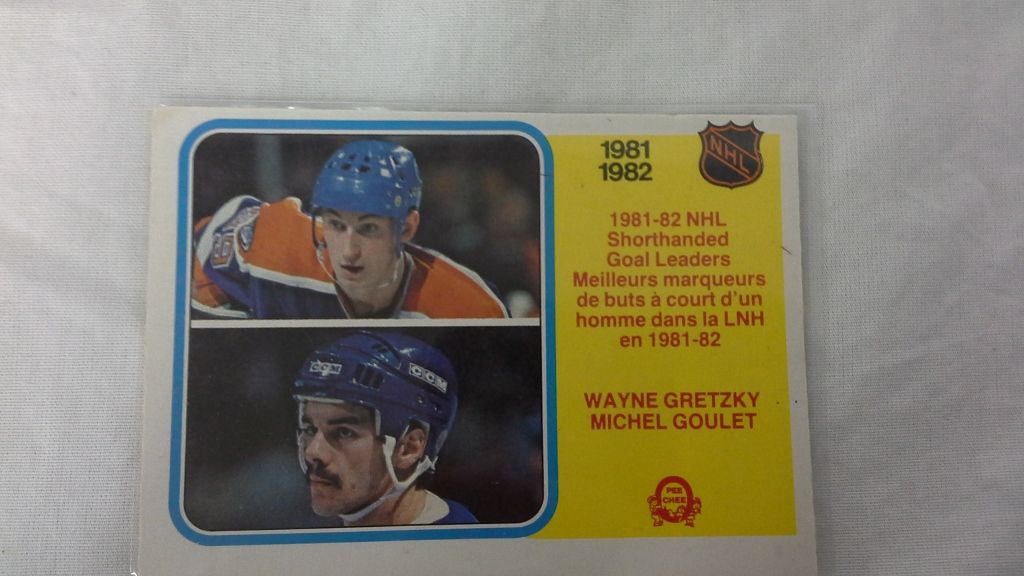 1981
1982
NHL
1981-82 NHL
Shorthanded
Goal Leaders
Meilleurs marqueurs
de buts à court d'un
homme dans la LNH
en 1981-82
WAYNE GRETZKY
MICHEL GOULET
PEE
CHEE
CCM
CCM